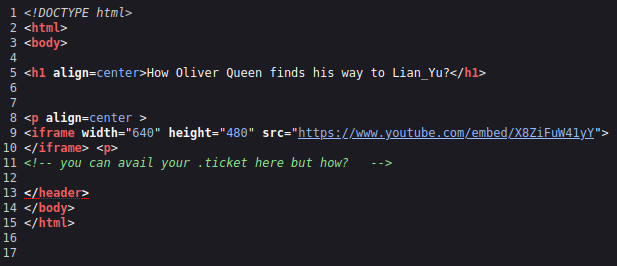 1 <!DOCTYPE html>
2 <html>
3 <body>
4
5 <h1 align=center>How Oliver Queen finds his way to Lian_Yu?</h1>
6
7
8 <p align=center >
9 <iframe width="640" height="480" src="https://www.youtube.com/embed/X8ZiFuW41yY">
10 </iframe> <p>
11 <!-- you can avail your .ticket here but how?   -->
12
13 </header>
14 </body>
15 </html>
16
17